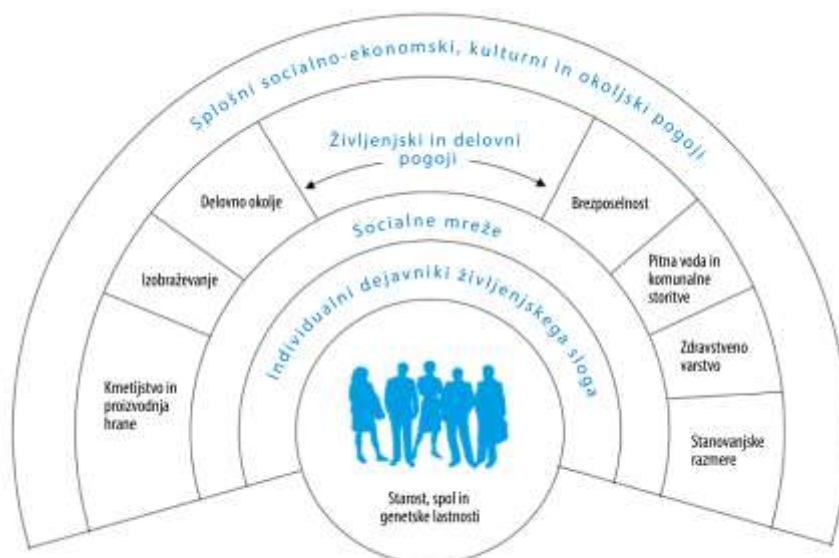 Splošni socialno-ekonomski, kulturni in okoljski pogoji
Življenjski in delovni
pogoji
Delovno okolje
Brezposelnost
Socialne mreže
Izobraževanje
Pitna voda in
komunalne
storitve
Individualni dejavniki življenjskega sloga
Zdravstveno
varstvo
Kmetijstvo in
proizvodnja
hrane
Stanovanjske
razmere
Starost, spol in
genetske lastnosti